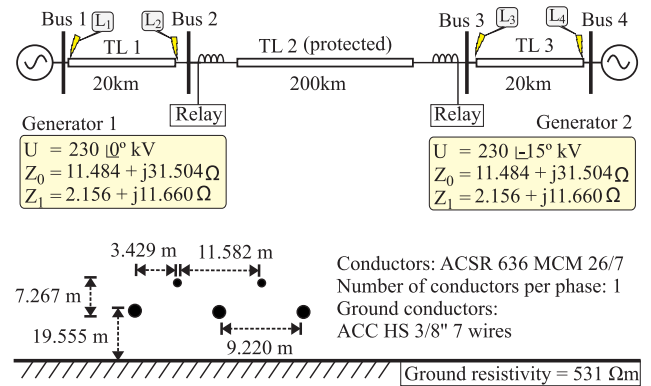 Bus 1 L1 L2 Bus 2 Bus 3 L3 L4 Bus 4
TL 1 TL 2 (protected) TL 3
20km 200km 20km
Relay Relay
Generator 1 Generator 2
U = 230 ∟0º kV
Z0 = 11.484 + j31.504Ω
Z1 = 2.156 + j11.660 Ω
U = 230 ∟-15º kV
Z0 = 11.484 + j31.504Ω
Z1 = 2.156 + j11.660 Ω
3.429 m 11.582 m
7.267 m
19.555 m
9.220 m
Conductors: ACSR 636 MCM 26/7
Number of conductors per phase: 1
Ground conductors:
ACC HS 3/8" 7 wires
Ground resistivity = 531 Ωm